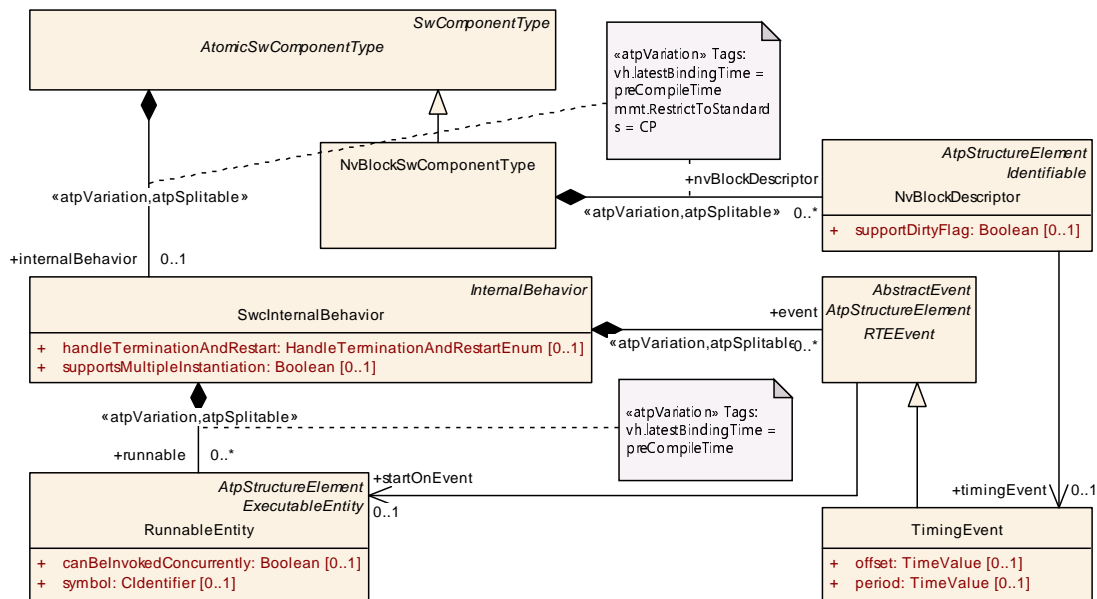 SwComponentType
AtomicSwComponentType
«atpVariation» Tags:
vh.latestBindingTime =
preCompileTime
mmt.RestrictToStandard
s = CP
NvBlockSwComponentType
AtpStructureElement
Identifiable
NvBlockDescriptor
+ supportDirtyFlag: Boolean [0..1]
+nvBlockDescriptor
«atpVariation,atpSplitable» 0..*
«atpVariation,atpSplitable»
+internalBehavior 0..1
InternalBehavior
SwcInternalBehavior
+ handleTerminationAndRestart: HandleTerminationAndRestartEnum [0..1]
+ supportsMultipleInstantiation: Boolean [0..1]
+event
«atpVariation,atpSplitable» 0..*
AbstractEvent
AtpStructureElement
RTEEvent
«atpVariation,atpSplitable»
«atpVariation» Tags:
vh.latestBindingTime =
preCompileTime
+runnable 0..*
AtpStructureElement
ExecutableEntity
RunnableEntity
+ canBeInvokedConcurrently: Boolean [0..1]
+ symbol: CIdentifier [0..1]
+startOnEvent
0..1
+timingEvent 0..1
TimingEvent
+ offset: TimeValue [0..1]
+ period: TimeValue [0..1]